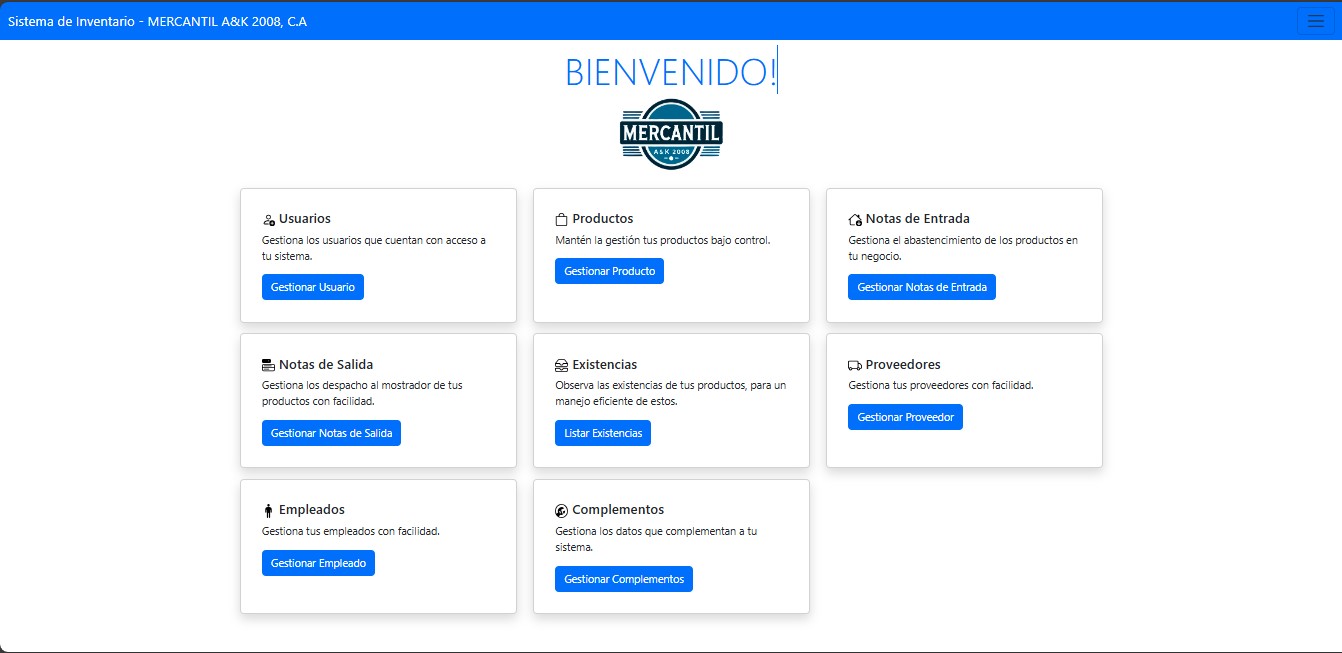 Sistema de Inventario - MERCANTIL A&K 2008, C.A
BIENVENIDO!
MERCANTIL
A&K 2008
Usuarios
Gestiona los usuarios que cuentan con acceso a
tu sistema.
Gestionar Usuario
Productos
Mantén la gestión tus productos bajo control.
Gestionar Producto
Notas de Entrada
Gestiona el abastencimiento de los productos en
tu negocio.
Gestionar Notas de Entrada
Notas de Salida
Gestiona los despacho al mostrador de tus
productos con facilidad.
Gestionar Notas de Salida
Existencias
Observa las existencias de tus productos, para un
manejo eficiente de estos.
Listar Existencias
Proveedores
Gestiona tus proveedores con facilidad.
Gestionar Proveedor
Empleados
Gestiona tus empleados con facilidad.
Gestionar Empleado
Complementos
Gestiona los datos que complementan a tu
sistema.
Gestionar Complementos